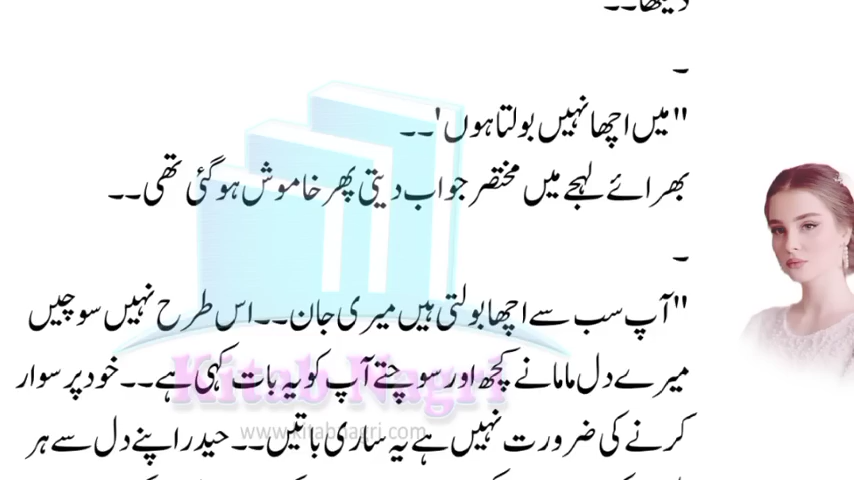 دیکھا۔۔
۔
"میں اچھا نہیں بولتا ہوں'۔۔
بھرائے لہجے میں مختصر جواب دیتی پھر خاموش ہو گئی تھی۔۔
۔
"آپ سب سے اچھا بولتی ہیں میری جان۔۔اس طرح نہیں سوچیں
میرے دل ماما نے کچھ اور سوچتے آپ کو یہ بات کہی ہے۔۔خود پر سوار
کرنے کی ضرورت نہیں ہے یہ ساری باتیں۔۔حیدر اپنے دل سے ہر
Kitab Nagri
www.kitabnagri.com